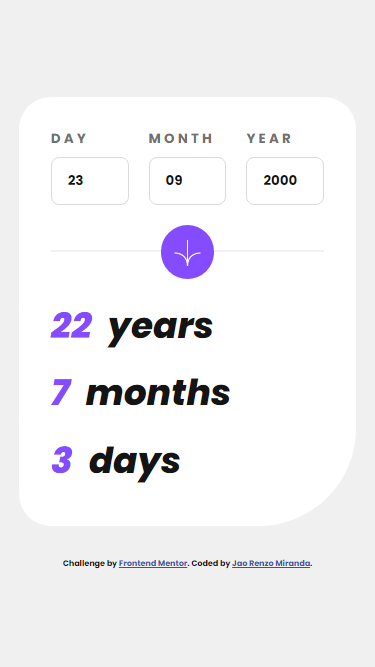 DAY MONTH YEAR
23 09 2000
22 years
7 months
3 days
Challenge by Frontend Mentor. Coded by Jao Renzo Miranda.